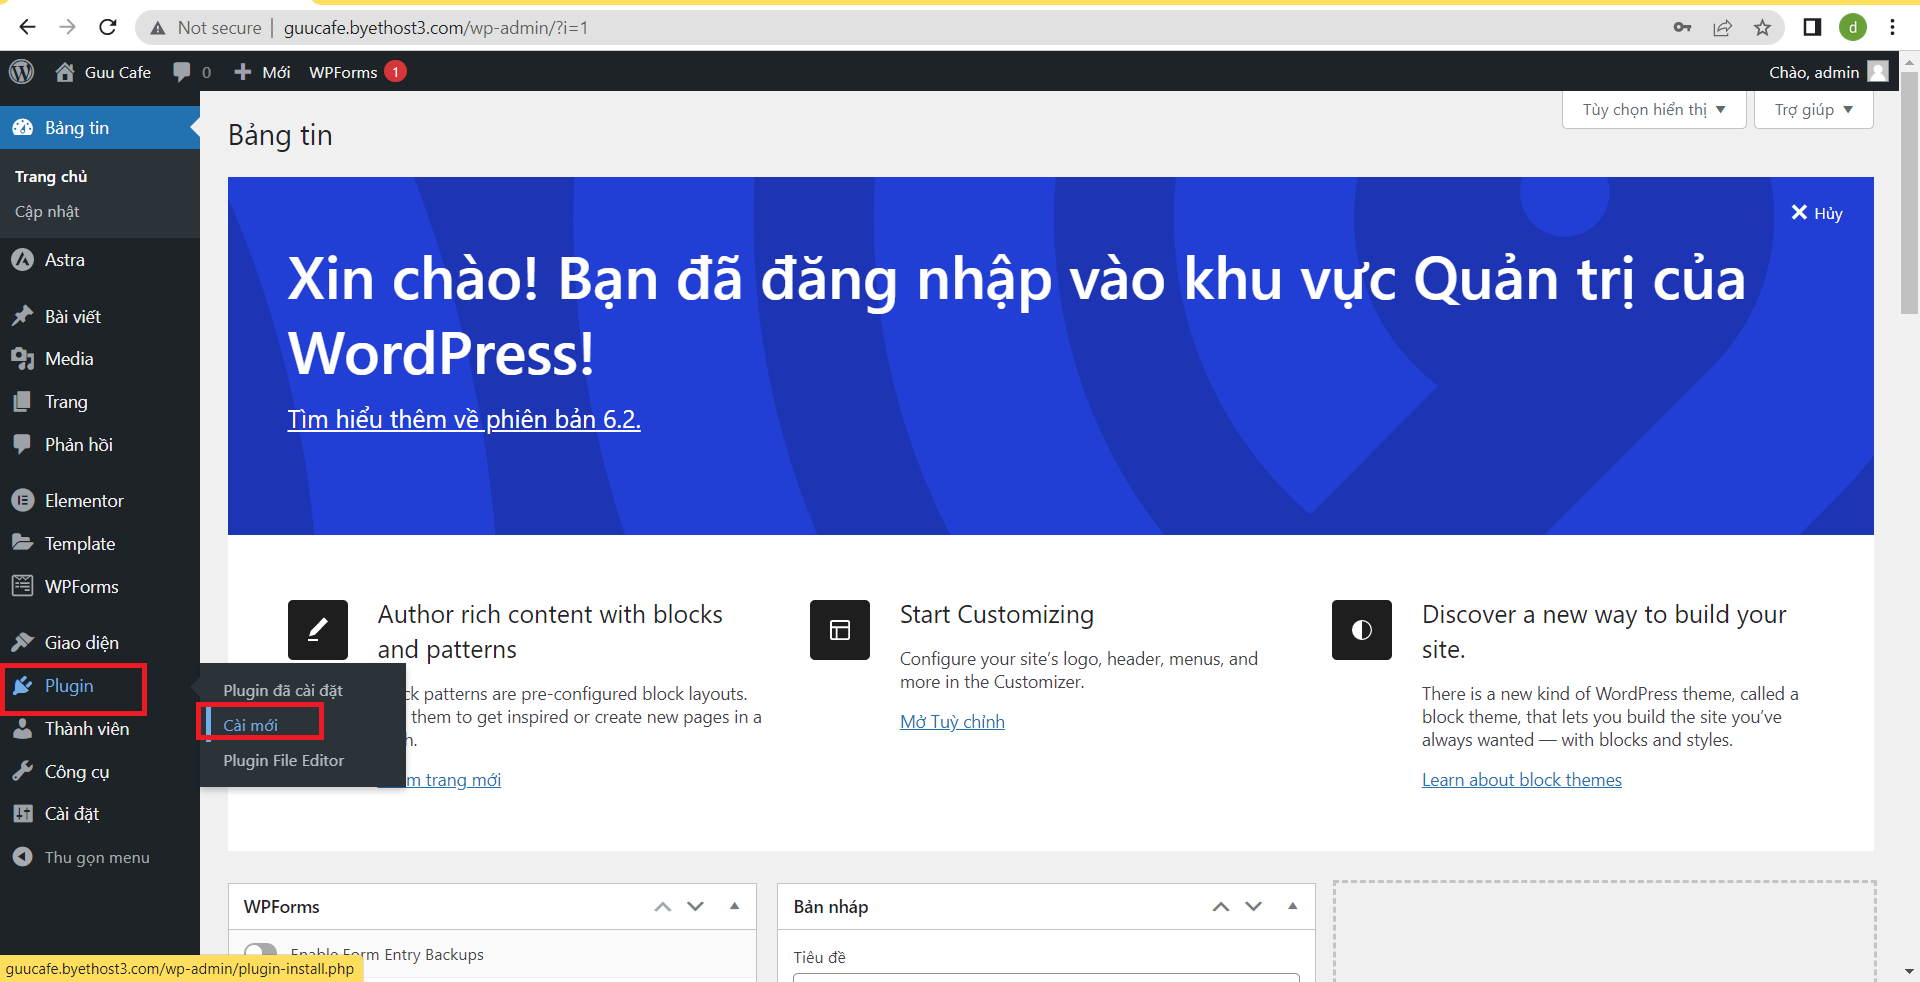 Not secure | guucafe.byethost3.com/wp-admin/?i=1
d
Guu Cafe
0
Mới
WPForms 1
Chào, admin
Bảng tin
Trang chủ
Cập nhật
Astra
Bài viết
Media
Trang
Phản hồi
Elementor
Template
WPForms
Giao diện
Plugin
Thành viên
Công cụ
Cài đặt
Thu gọn menu
Plugin đã cài đặt
Cài mới
Plugin File Editor
Tùy chọn hiển thị ▼
Trợ giúp ▼
Bảng tin
Hủy
Xin chào! Bạn đã đăng nhập vào khu vực Quản trị của
WordPress!
Tìm hiểu thêm về phiên bản 6.2.
Author rich content with blocks
and patterns
ck patterns are pre-configured block layouts.
them to get inspired or create new pages in a
h.
m trang mới
Start Customizing
Configure your site’s logo, header, menus, and
more in the Customizer.
Mở Tuỳ chỉnh
Discover a new way to build your
site.
There is a new kind of WordPress theme, called a
block theme, that lets you build the site you’ve
always wanted — with blocks and styles.
Learn about block themes
WPForms
Enable Form Entry Backups
Bản nháp
Tiêu đề
guucafe.byethost3.com/wp-admin/plugin-install.php